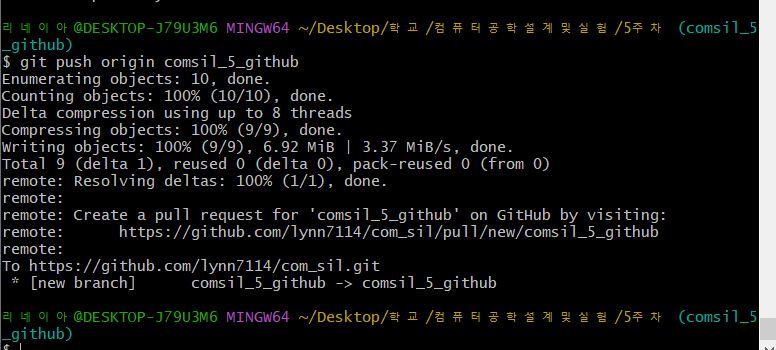 리네이아@DESKTOP-J79U3M6 MINGW64 ~/Desktop/학교/컴퓨터공학설계및실험/5주차 (comsil_5
_github)
$ git push origin comsil_5_github
Enumerating objects: 10, done.
Counting objects: 100% (10/10), done.
Delta compression using up to 8 threads
Compressing objects: 100% (9/9), done.
Writing objects: 100% (9/9), 6.92 MiB | 3.37 MiB/s, done.
Total 9 (delta 1), reused 0 (delta 0), pack-reused 0 (from 0)
remote: Resolving deltas: 100% (1/1), done.
remote:
remote: Create a pull request for 'comsil_5_github' on GitHub by visiting:
remote:      https://github.com/lynn7114/com_sil/pull/new/comsil_5_github
remote:
To https://github.com/lynn7114/com_sil.git
 * [new branch]      comsil_5_github -> comsil_5_github
리네이아@DESKTOP-J79U3M6 MINGW64 ~/Desktop/학교/컴퓨터공학설계및실험/5주차 (comsil_5
_github)
$